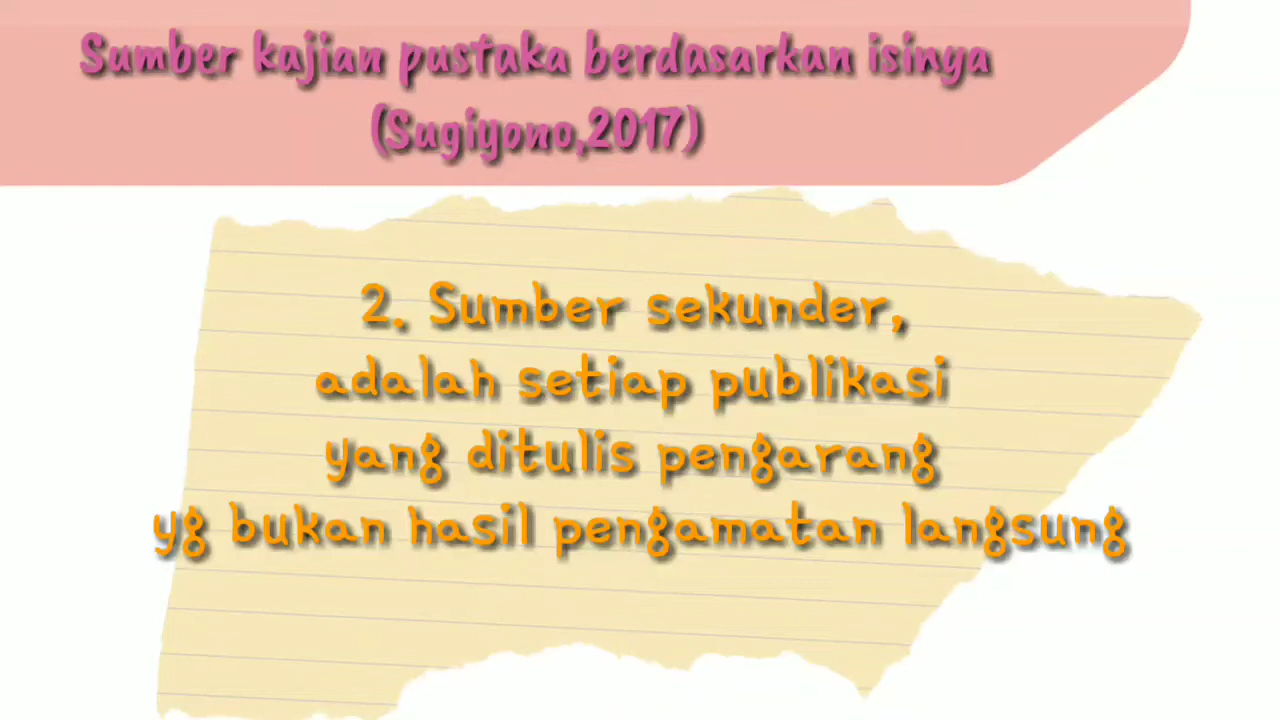 Sumber kajian pustaka berdasarkan isinya
(Sugiyono,2017)
2. Sumber sekunder,
adalah setiap publikasi
yang ditulis pengarang
yg bukan hasil pengamatan langsung